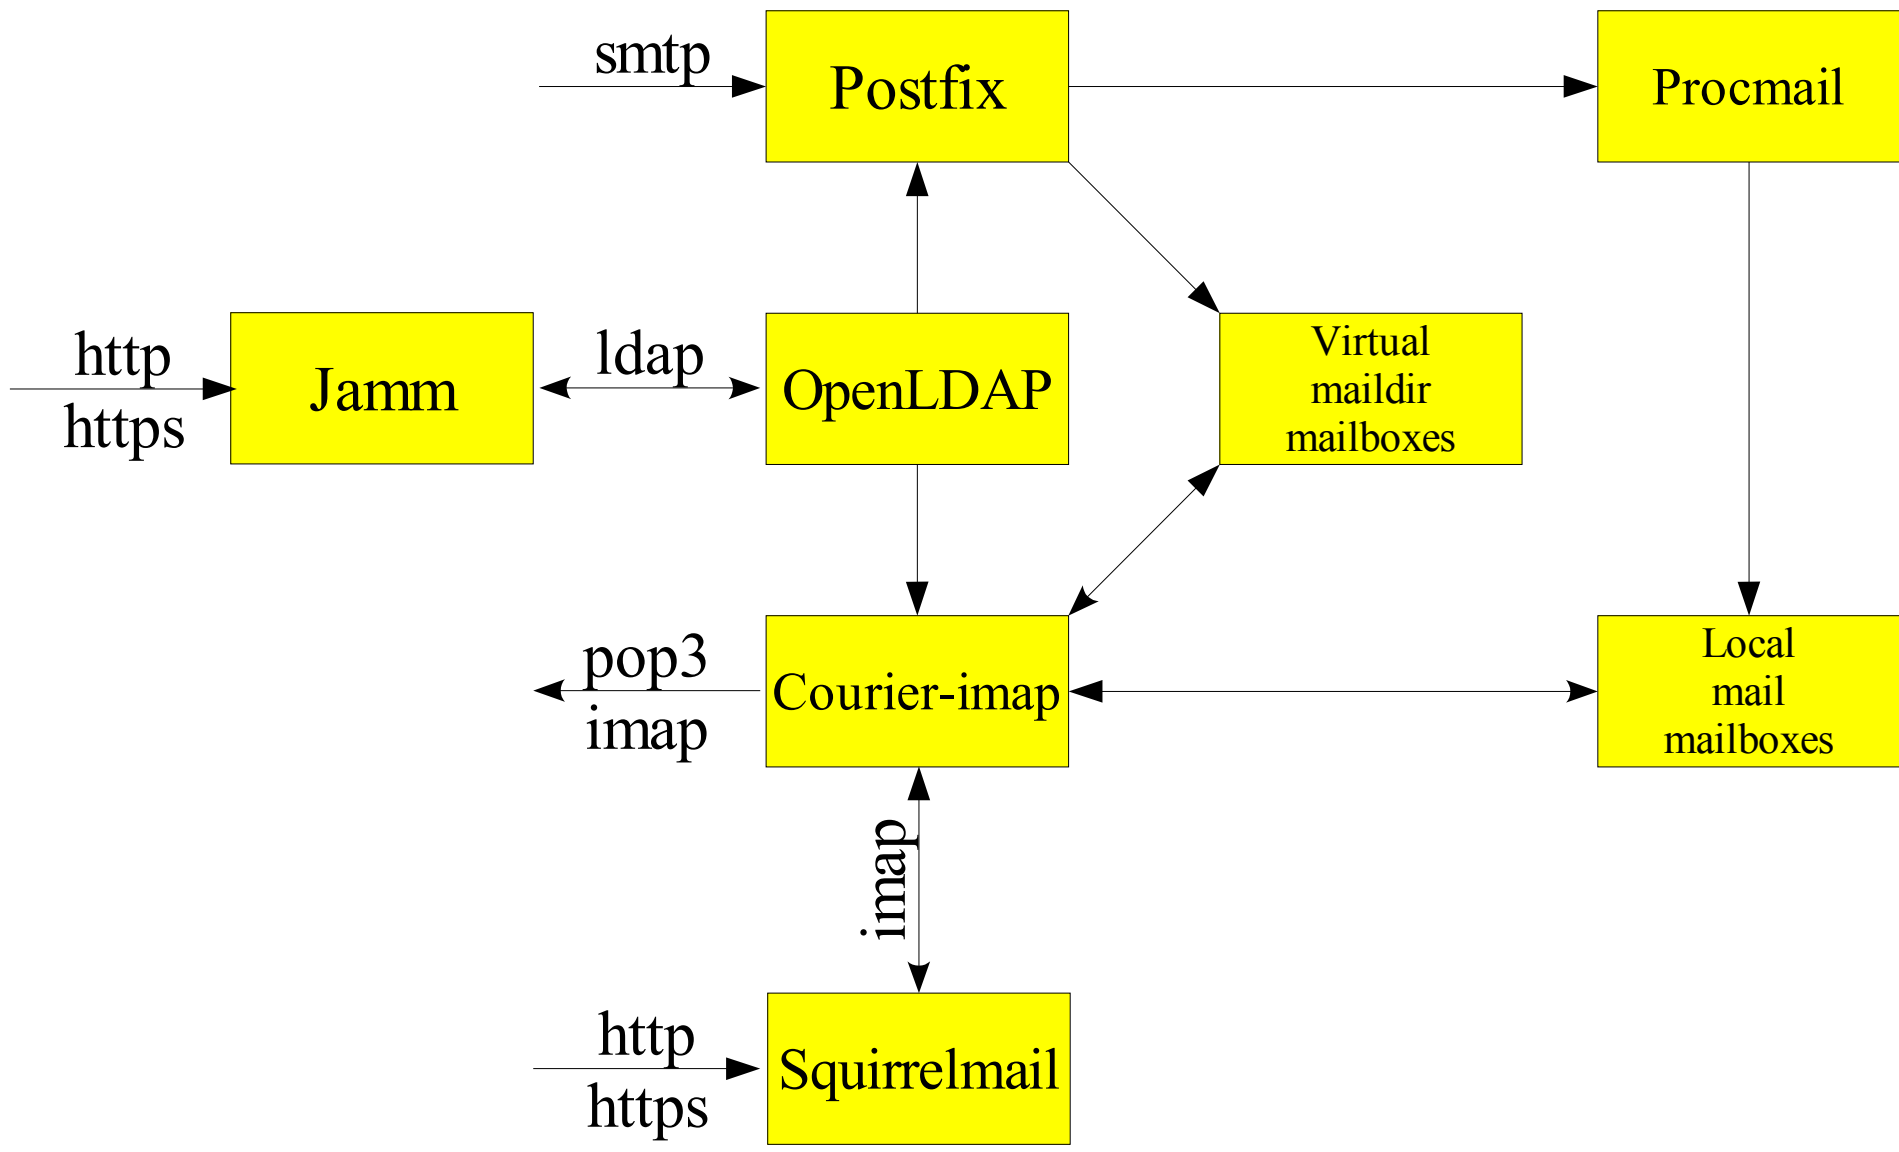 smtp
Postfix
Procmail
http
https
Jamm
ldap
OpenLDAP
Virtual
maildir
mailboxes
pop3
imap
Courier-imap
Local
mail
mailboxes
imap
http
https
Squirrelmail